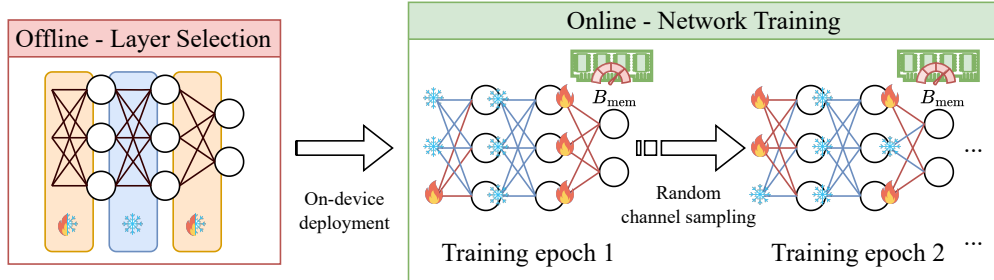 Offline - Layer Selection
On-device
deployment
Online - Network Training
B_mem
Training epoch 1
Random
channel sampling
B_mem
Training epoch 2
...
...